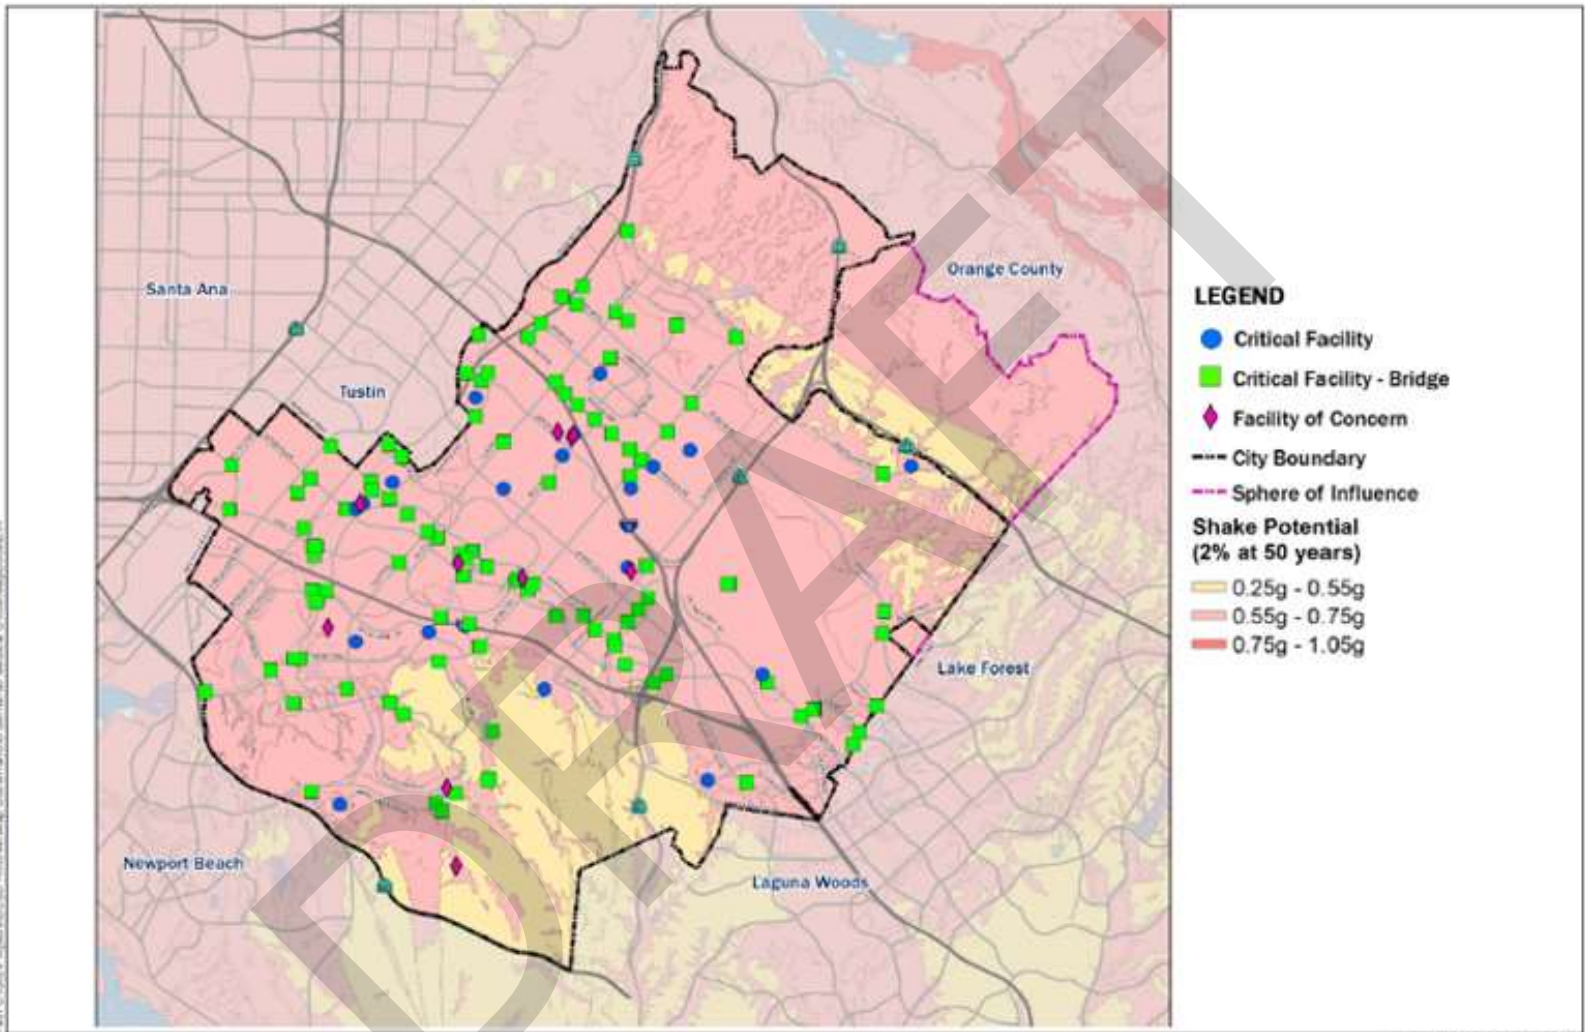 Santa Ana
Orange County
Tustin
Lake Forest
Newport Beach
Laguna Woods
DRAFT
LEGEND
Critical Facility
Critical Facility - Bridge
Facility of Concern
City Boundary
Sphere of Influence
Shake Potential
(2% at 50 years)
0.25g - 0.55g
0.55g - 0.75g
0.75g - 1.05g